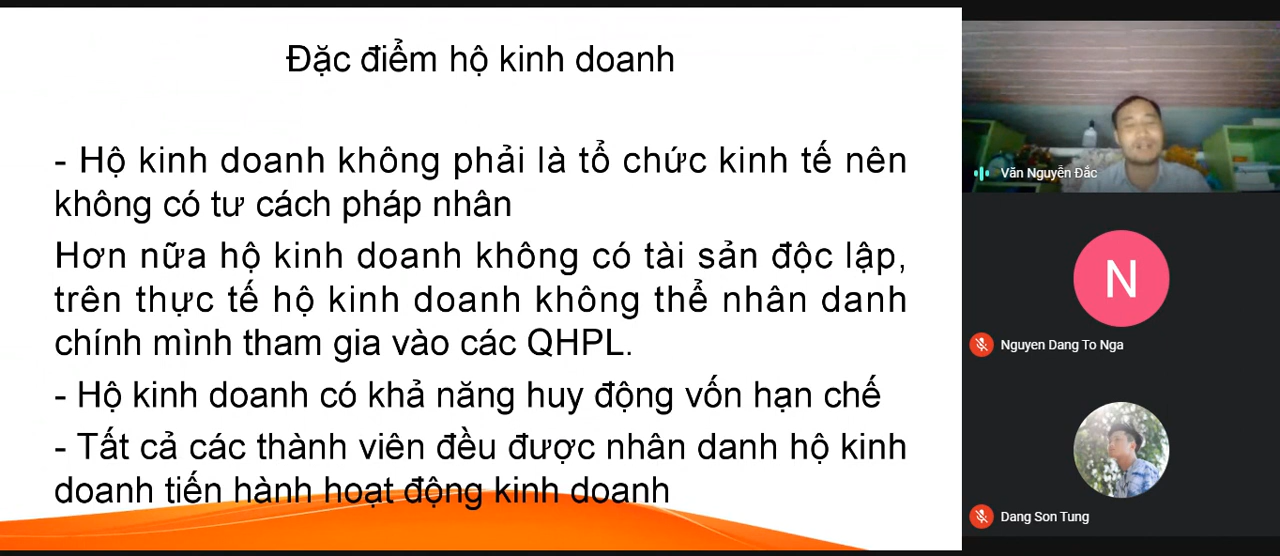 Đặc điểm hộ kinh doanh
- Hộ kinh doanh không phải là tổ chức kinh tế nên
không có tư cách pháp nhân
Hơn nữa hộ kinh doanh không có tài sản độc lập,
trên thực tế hộ kinh doanh không thể nhân danh
chính mình tham gia vào các QHPL.
- Hộ kinh doanh có khả năng huy động vốn hạn chế
- Tất cả các thành viên đều được nhân danh hộ kinh
doanh tiến hành hoạt động kinh doanh
Văn Nguyễn Đắc
N
Nguyen Dang To Nga
Dang Son Tung